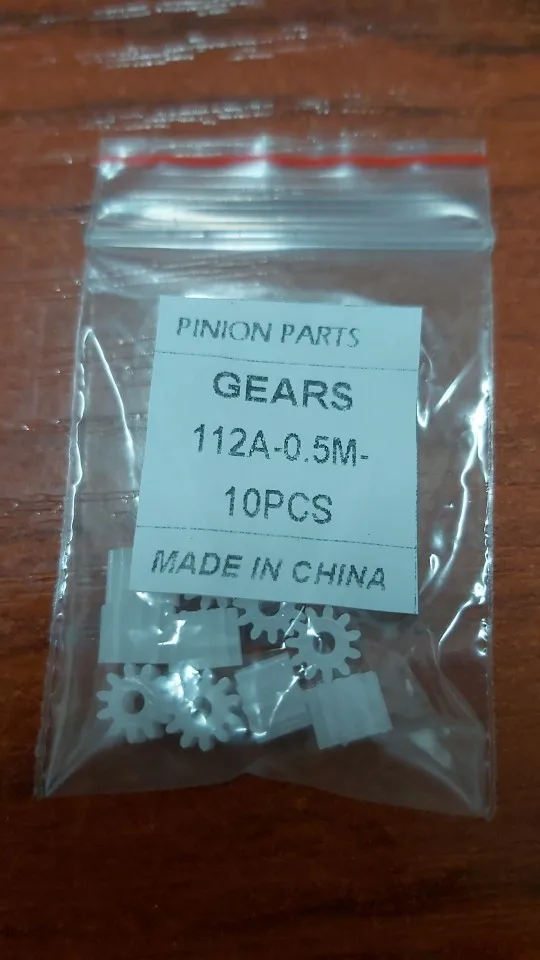 PINION PARTS
GEARS
112A-0.5M-
10PCS
MADE IN CHINA